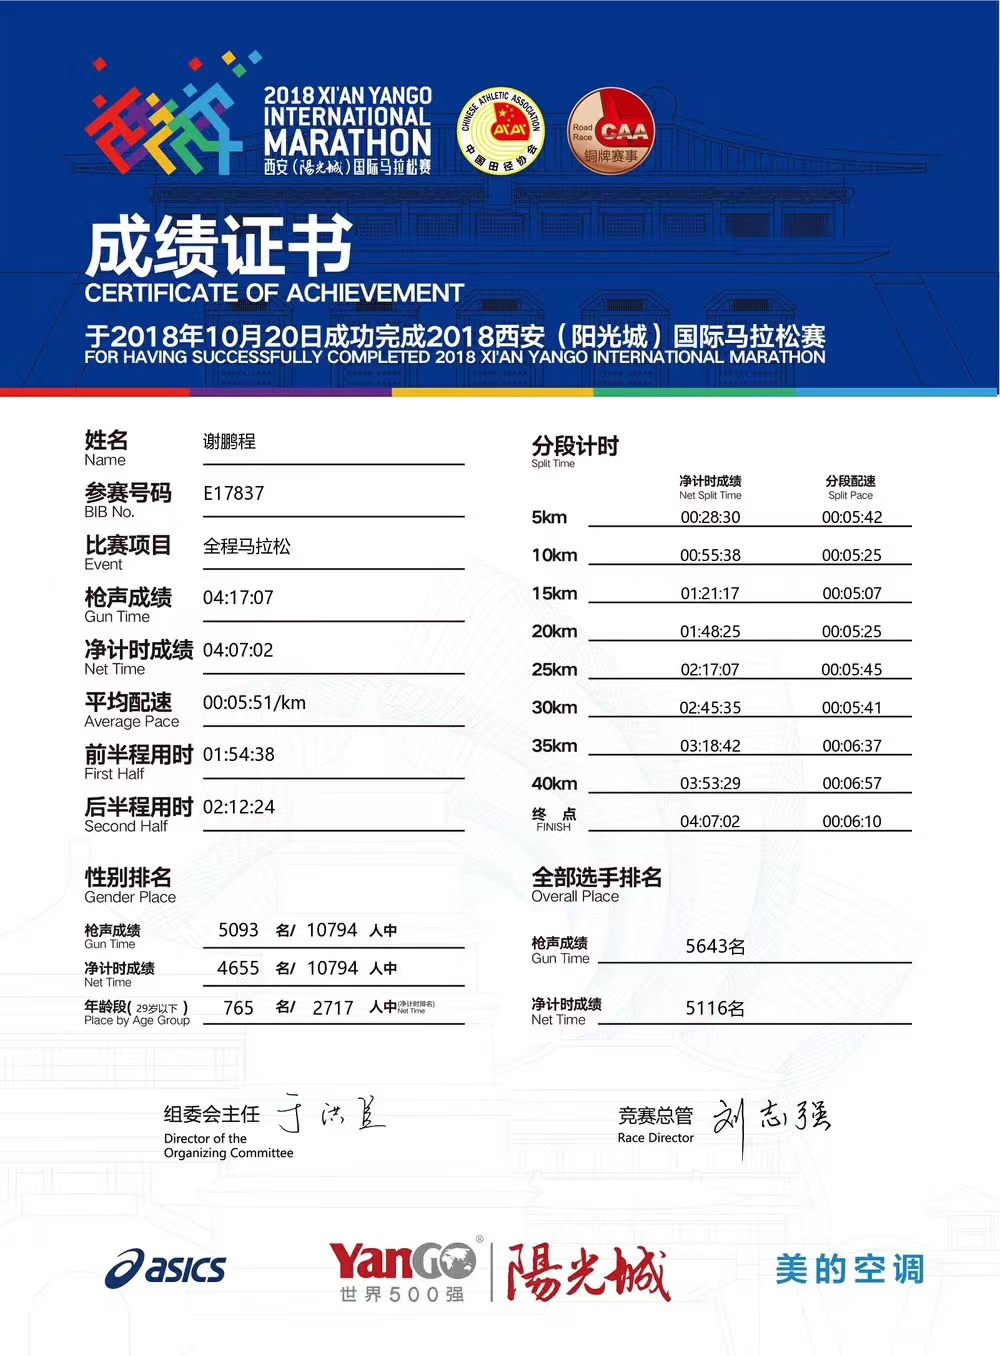 2018 XI'AN YANGO
INTERNATIONAL
MARATHON
西安(陽光城)国际马拉松赛
CHINESE ATHLETIC ASSOCIATION
中国田径协会
Road Race CAA
铜牌赛事
成绩证书
CERTIFICATE OF ACHIEVEMENT
于2018年10月20日成功完成2018西安（阳光城）国际马拉松赛
FOR HAVING SUCCESSFULLY COMPLETED 2018 XI'AN YANGO INTERNATIONAL MARATHON
姓名 谢鹏程
Name
参赛号码 E17837
BIB No.
比赛项目 全程马拉松
Event
枪声成绩 04:17:07
Gun Time
净计时成绩 04:07:02
Net Time
平均配速 00:05:51/km
Average Pace
前半程用时 01:54:38
First Half
后半程用时 02:12:24
Second Half
分段计时
Split Time
净计时成绩 分段配速
Net Split Time Split Pace
5km 00:28:30 00:05:42
10km 00:55:38 00:05:25
15km 01:21:17 00:05:07
20km 01:48:25 00:05:25
25km 02:17:07 00:05:45
30km 02:45:35 00:05:41
35km 03:18:42 00:06:37
40km 03:53:29 00:06:57
终 点 04:07:02 00:06:10
FINISH
性别排名
Gender Place
枪声成绩 5093 名/ 10794 人中
Gun Time
净计时成绩 4655 名/ 10794 人中
Net Time
年龄段( 29岁以下 ) 765 名/ 2717 人中(净计时排名)
Place by Age Group Net Time
全部选手排名
Overall Place
枪声成绩 5643名
Gun Time
净计时成绩 5116名
Net Time
组委会主任 于洪
Director of the
Organizing Committee
竞赛总管 刘志强
Race Director
asics
YanGO®
世界500强
陽光城
美的空调